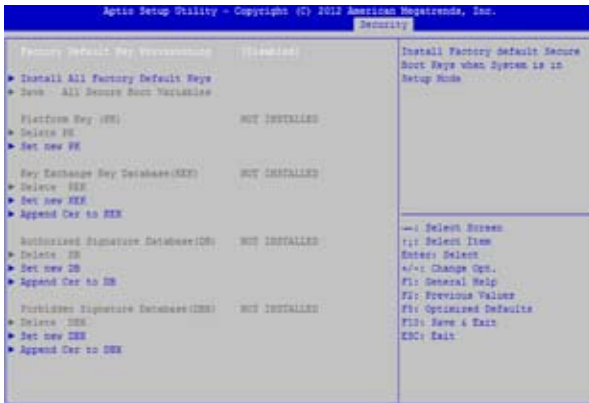 Aptio Setup Utility - Copyright (C) 2012 American Megatrends, Inc.
Security
Factory Default Key Provisioning [Disabled]
Install All Factory Default Keys
Save All Secure Boot Variables
Platform Key (PK) NOT INSTALLED
Delete PK
Set new PK
Key Exchange Key Database(KEK) NOT INSTALLED
Delete KEK
Set new KEK
Append Cer to KEK
Authorized Signature Database(DB) NOT INSTALLED
Delete DB
Set new DB
Append Cer to DB
Forbidden Signature Database(DBX) NOT INSTALLED
Delete DBX
Set new DBX
Append Cer to DBX
Install Factory default Secure
Boot Keys when System is in
Setup Mode
→←: Select Screen
↑↓: Select Item
Enter: Select
+/-: Change Opt.
F1: General Help
F2: Previous Values
F9: Optimized Defaults
F10: Save & Exit
ESC: Exit